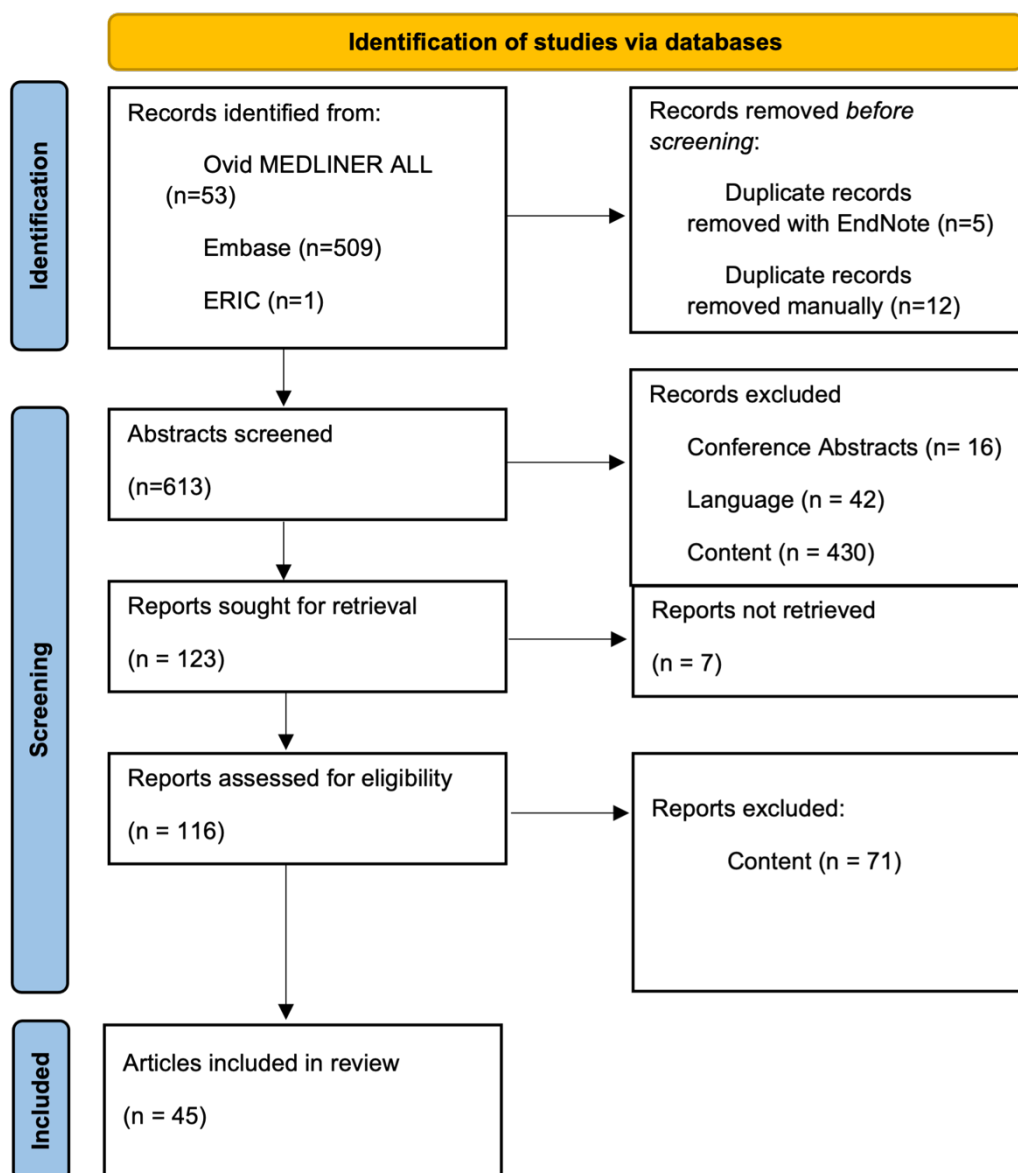 Identification of studies via databases
Identification
Records identified from:
Ovid MEDLINER ALL
(n=53)
Embase (n=509)
ERIC (n=1)
Records removed before
screening:
Duplicate records
removed with EndNote (n=5)
Duplicate records
removed manually (n=12)
Screening
Abstracts screened
(n=613)
Records excluded
Conference Abstracts (n= 16)
Language (n = 42)
Content (n = 430)
Reports sought for retrieval
(n = 123)
Reports not retrieved
(n = 7)
Reports assessed for eligibility
(n = 116)
Reports excluded:
Content (n = 71)
Included
Articles included in review
(n = 45)